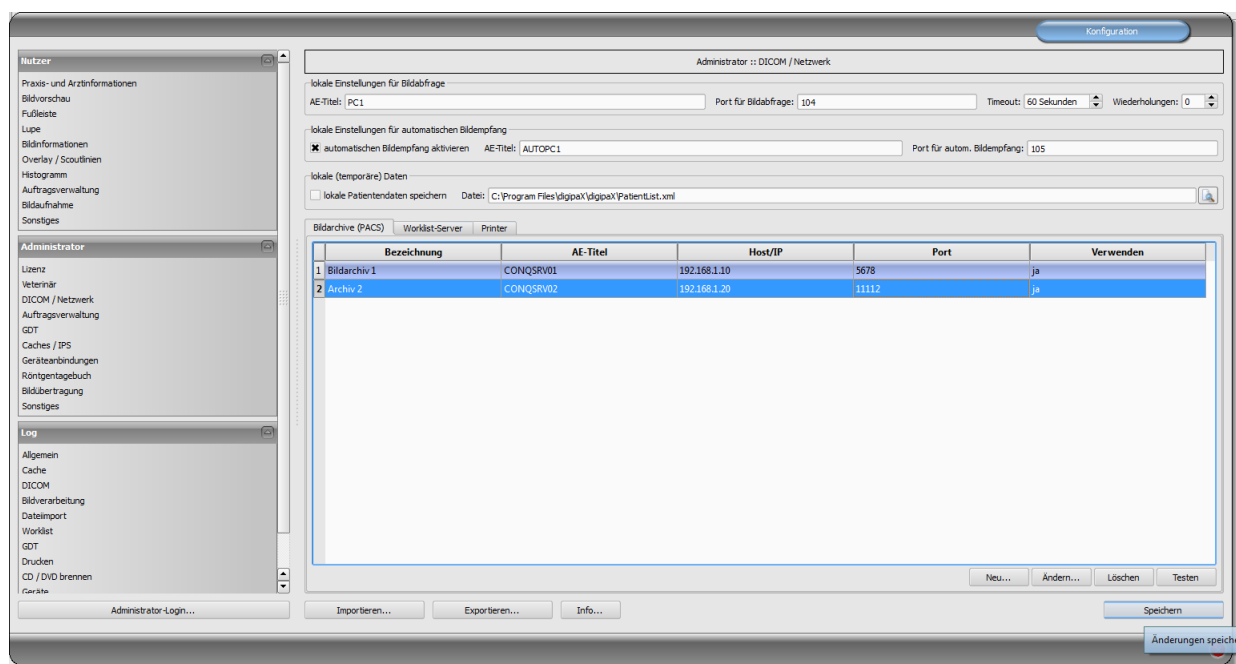 Konfiguration
Nutzer
Praxis- und Arztinformationen
Bildvorschau
Fußleiste
Lupe
Bildinformationen
Overlay / Scoutlinien
Histogramm
Auftragsverwaltung
Bildaufnahme
Sonstiges
Administrator
Lizenz
Veterinär
DICOM / Netzwerk
Auftragsverwaltung
GDT
Caches / IPS
Geräteanbindungen
Röntgentagebuch
Bildübertragung
Sonstiges
Log
Allgemein
Cache
DICOM
Bildverarbeitung
Dateiimport
Worklist
GDT
Drucken
CD / DVD brennen
Geräte
Administrator-Login...
Administrator :: DICOM / Netzwerk
lokale Einstellungen für Bildabfrage
AE-Titel: PC1 Port für Bildabfrage: 104 Timeout: 60 Sekunden Wiederholungen: 0
lokale Einstellungen für automatischen Bildempfang
automatischen Bildempfang aktivieren AE-Titel: AUTOPC1 Port für autom. Bildempfang: 105
lokale (temporäre) Daten
lokale Patientendaten speichern Datei: C:\Program Files\digipaX\digipaX\PatientList.xml
Bildarchive (PACS) Worklist-Server Printer
Bezeichnung AE-Titel Host/IP Port Verwenden
1 Bildarchiv 1 CONQSRV01 192.168.1.10 5678 ja
2 Archiv 2 CONQSRV02 192.168.1.20 11112 ja
Neu... Ändern... Löschen Testen
Importieren... Exportieren... Info... Speichern
Änderungen speiche